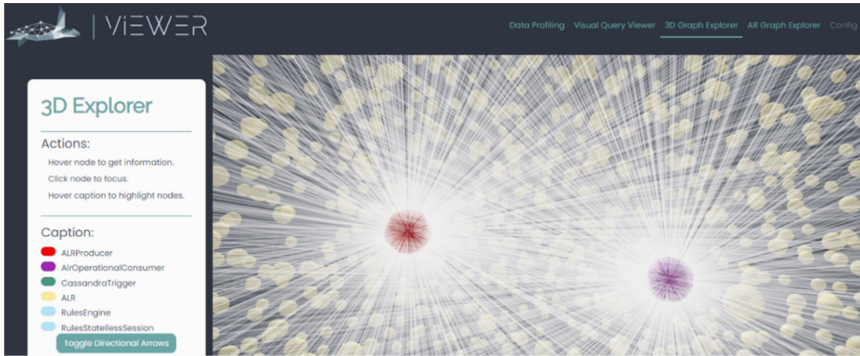 ViEWER
Data Profiling Visual Query Viewer 3D Graph Explorer AR Graph Explorer Config
3D Explorer
Actions:
Hover node to get information.
Click node to focus.
Hover caption to highlight nodes.
Caption:
ALRProducer
AlrOperationalConsumer
CassandraTrigger
ALR
RulesEngine
RulesStatelessSession
Toggle Directional Arrows